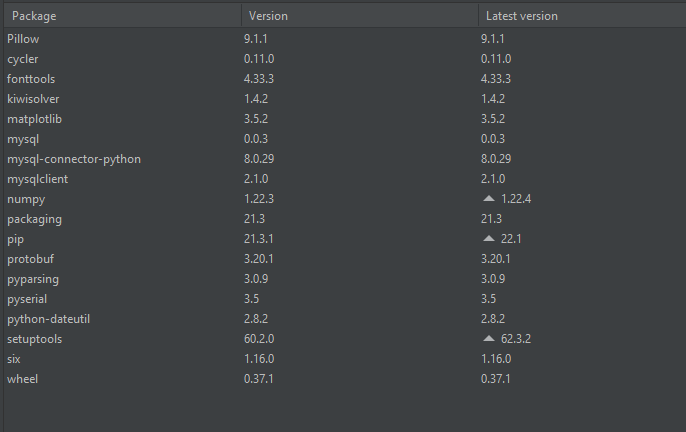 Package Version Latest version
Pillow 9.1.1 9.1.1
cycler 0.11.0 0.11.0
fonttools 4.33.3 4.33.3
kiwisolver 1.4.2 1.4.2
matplotlib 3.5.2 3.5.2
mysql 0.0.3 0.0.3
mysql-connector-python 8.0.29 8.0.29
mysqlclient 2.1.0 2.1.0
numpy 1.22.3 1.22.4
packaging 21.3 21.3
pip 21.3.1 22.1
protobuf 3.20.1 3.20.1
pyparsing 3.0.9 3.0.9
pyserial 3.5 3.5
python-dateutil 2.8.2 2.8.2
setuptools 60.2.0 62.3.2
six 1.16.0 1.16.0
wheel 0.37.1 0.37.1